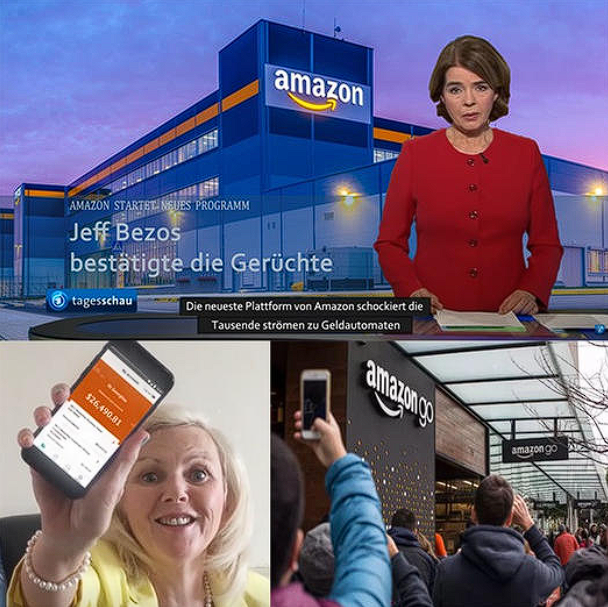 amazon
AMAZON STARTET NEUES PROGRAMM
Jeff Bezos
bestätigte die Gerüchte
tagesschau
Die neueste Plattform von Amazon schockiert die
Tausende strömen zu Geldautomaten
$26,490.81
amazon go
amazon go